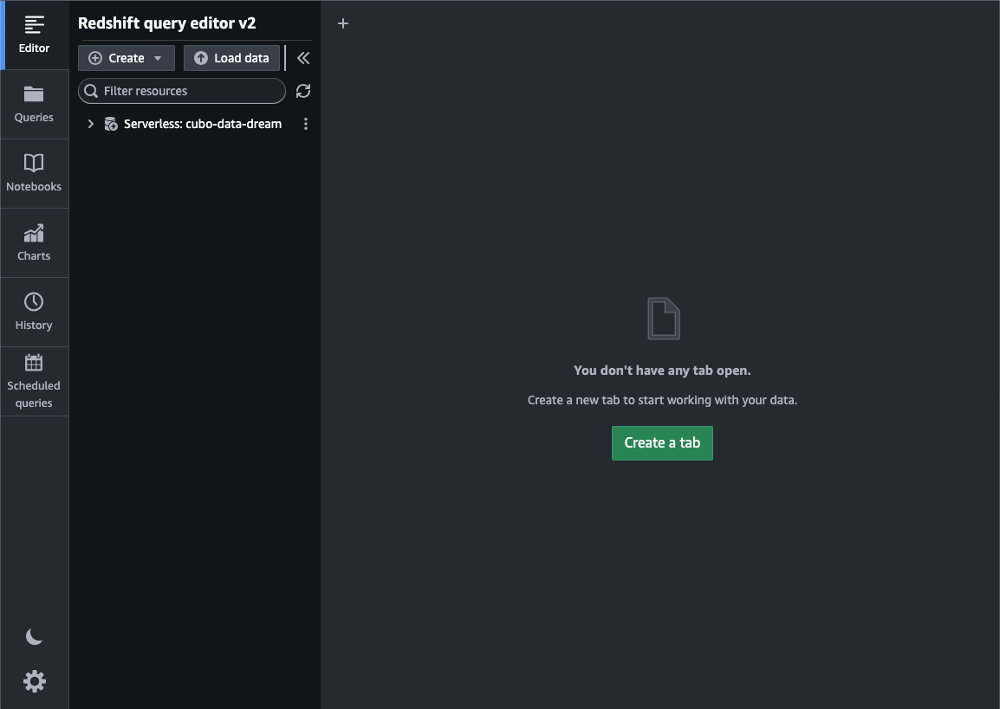 Editor
Queries
Notebooks
Charts
History
Scheduled
queries
Redshift query editor v2
Create
Load data
Filter resources
Serverless: cubo-data-dream
You don't have any tab open.
Create a new tab to start working with your data.
Create a tab